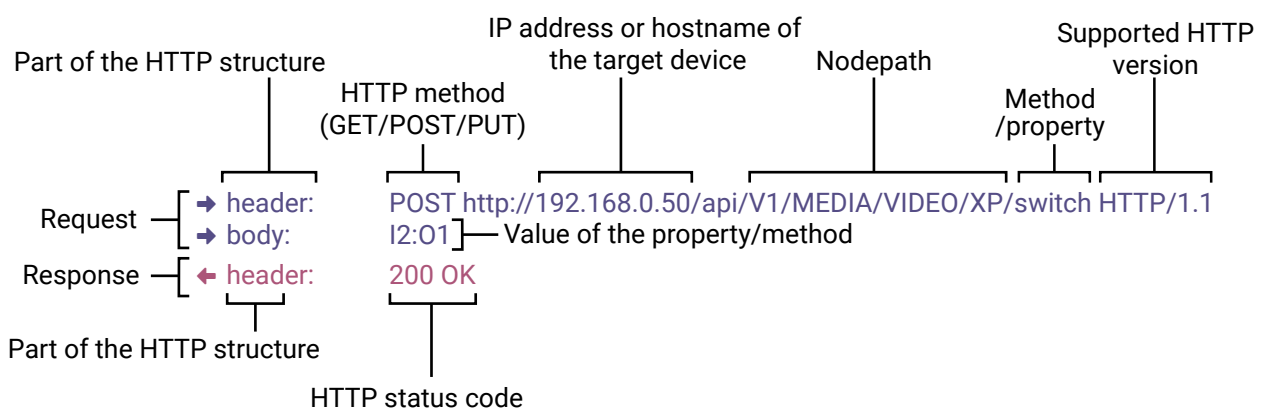 IP address or hostname of
the target device
Supported HTTP
version
Part of the HTTP structure
Nodepath
HTTP method
(GET/POST/PUT)
Method
/property
Request
➔ header: POST http://192.168.0.50/api/V1/MEDIA/VIDEO/XP/switch HTTP/1.1
➔ body: I2:O1 Value of the property/method
Response
🡰 header: 200 OK
Part of the HTTP structure
HTTP status code